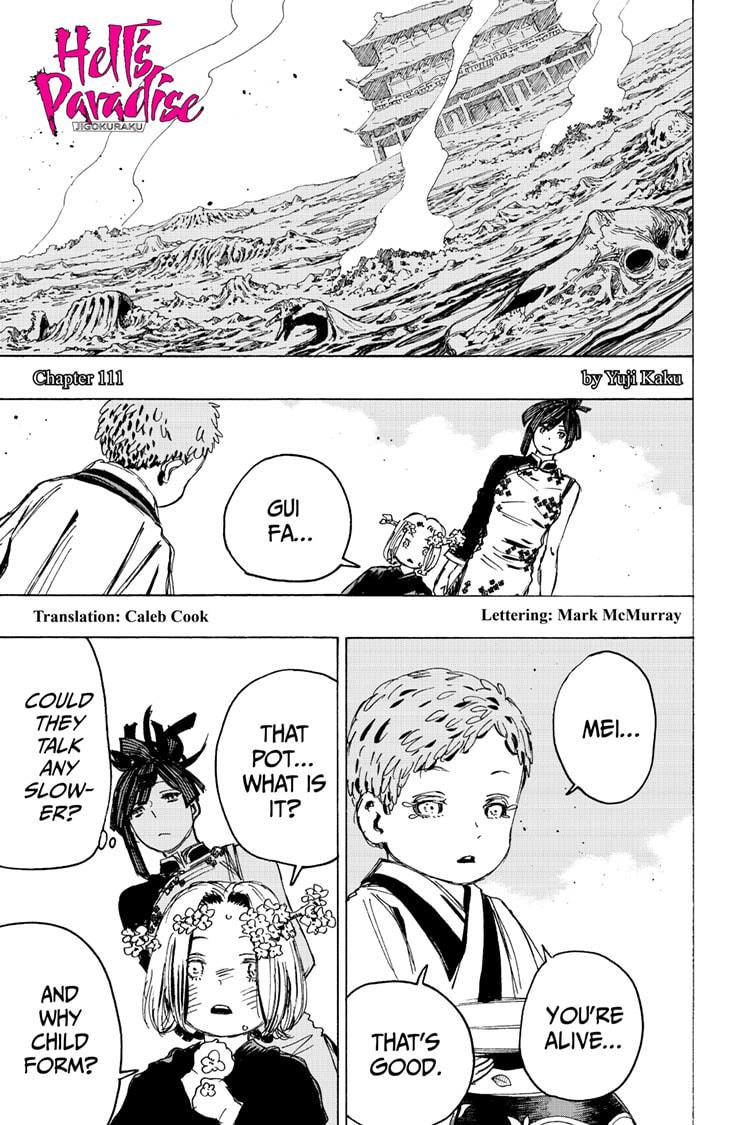 Hell's
Paradise
JIGOKURAKU
Chapter 111
by Yuji Kaku
GUI
FA...
Translation: Caleb Cook
Lettering: Mark McMurray
MEI...
YOU'RE
ALIVE...
THAT'S
GOOD.
THAT
POT...
WHAT IS
IT?
COULD
THEY
TALK
ANY
SLOW-
ER?
AND
WHY
CHILD
FORM?